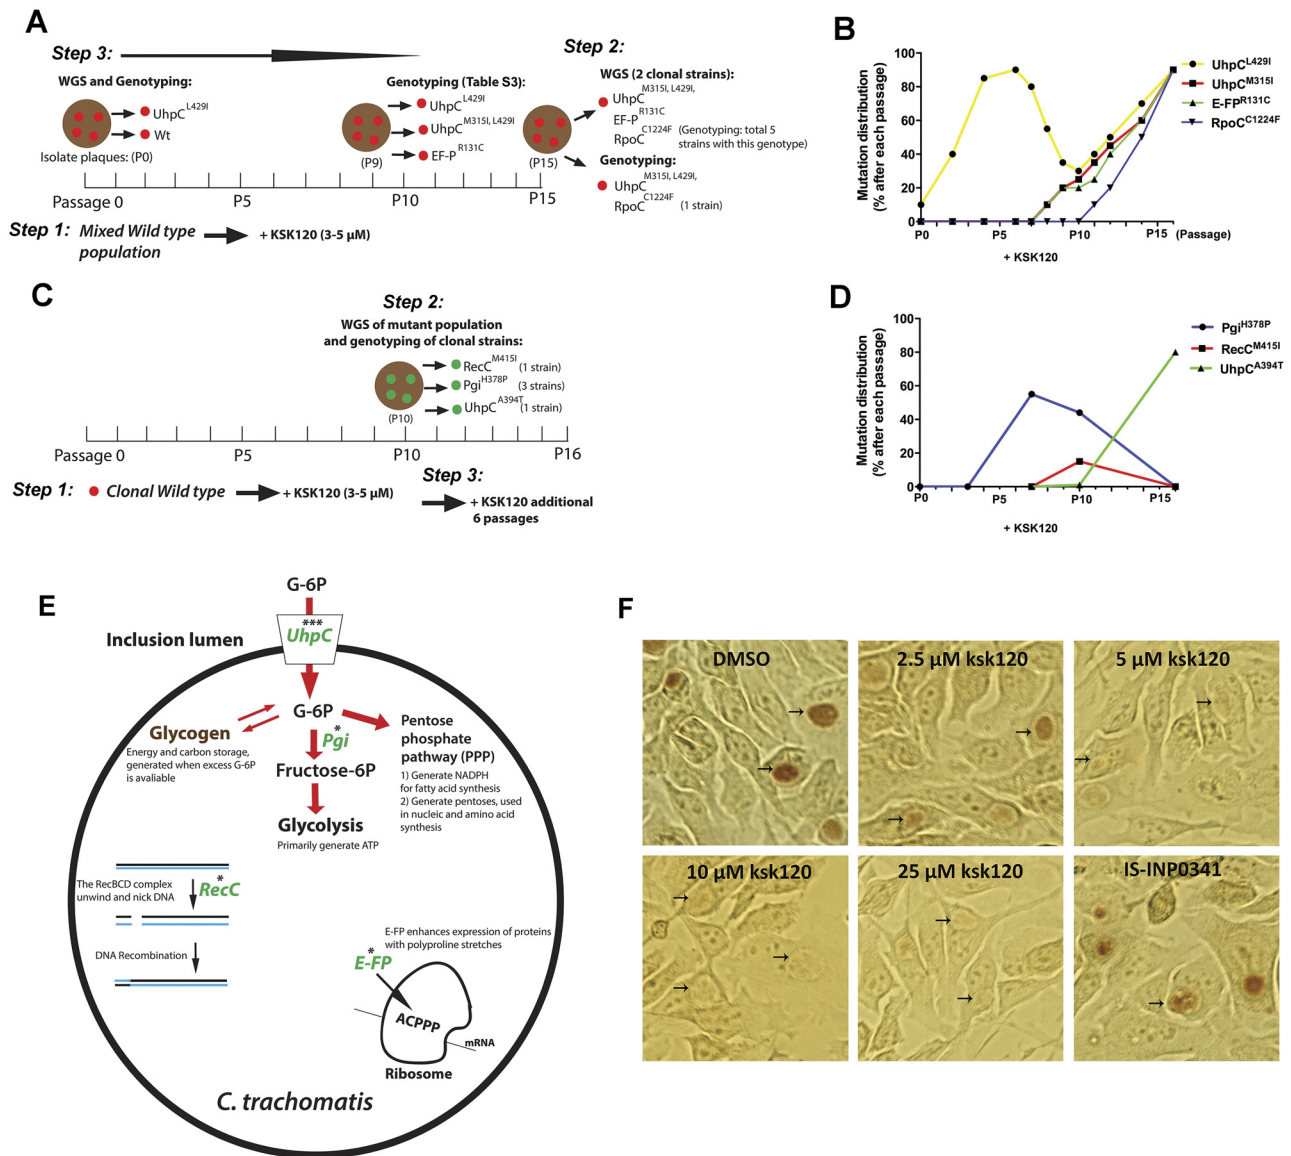 A
Step 3:
WGS and Genotyping:
UhpC^L429I
Wt
Isolate plaques: (P0)
Genotyping (Table S3):
UhpC^L429I
UhpC^M315I, L429I
EF-P^R131C
(P9)
Step 2:
WGS (2 clonal strains):
UhpC^M315I, L429I,
EF-P^R131C
RpoC^C1224F (Genotyping: total 5
strains with this genotype)
(P15)
Genotyping:
UhpC^M315I, L429I,
RpoC^C1224F (1 strain)
Passage 0 P5 P10 P15
Step 1: Mixed Wild type
population
+ KSK120 (3-5 μM)
B
Mutation distribution
(% after each passage)
100
80
60
40
20
0
P0 P5 P10 P15 (Passage)
+ KSK120
UhpC^L429I
UhpC^M315I
E-FP^R131C
RpoC^C1224F
C
Step 2:
WGS of mutant population
and genotyping of clonal strains:
RecC^M415I (1 strain)
Pgi^H378P (3 strains)
UhpC^A394T (1 strain)
(P10)
Passage 0 P5 P10 P16
Step 1: Clonal Wild type + KSK120 (3-5 μM)
Step 3:
+ KSK120 additional
6 passages
D
Mutation distribution
(% after each passage)
100
80
60
40
20
0
P0 P5 P10 P15
+ KSK120
Pgi^H378P
RecC^M415I
UhpC^A394T
E
G-6P
Inclusion lumen
***
UhpC
G-6P
Glycogen
Energy and carbon storage,
generated when excess G-6P
is avaliable
*
Pgi
Fructose-6P
Glycolysis
Primarily generate ATP
Pentose
phosphate
pathway (PPP)
1) Generate NADPH
for fatty acid synthesis
2) Generate pentoses, used
in nucleic and amino acid
synthesis
The RecBCD complex
unwind and nick DNA
*
RecC
DNA Recombination
E-FP enhances expression of proteins
with polyproline stretches
*
E-FP
ACPPP
mRNA
Ribosome
C. trachomatis
F
DMSO
2.5 μM ksk120
5 μM ksk120
10 μM ksk120
25 μM ksk120
IS-INP0341